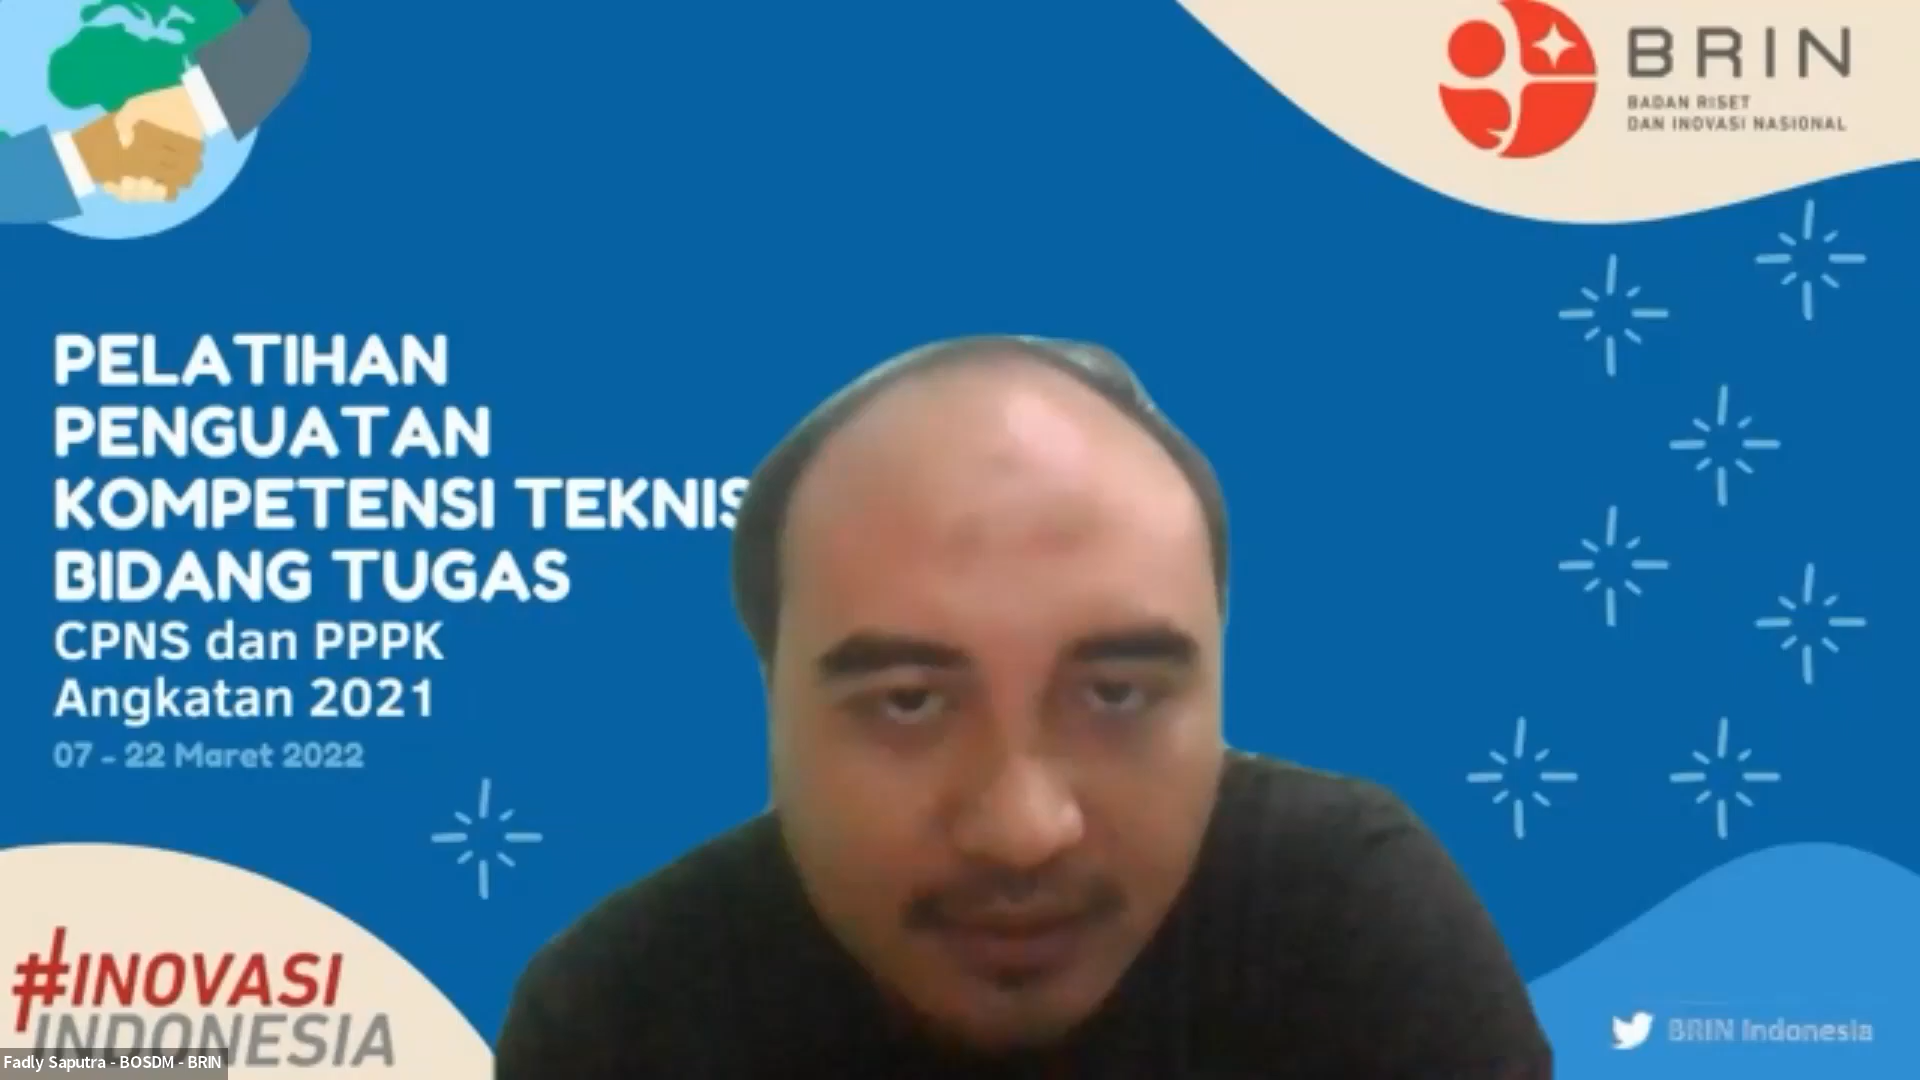 BRIN
BADAN RISET
DAN INOVASI NASIONAL
PELATIHAN
PENGUATAN
KOMPETENSI TEKNIS
BIDANG TUGAS
CPNS dan PPPK
Angkatan 2021
07 - 22 Maret 2022
#INOVASI
INDONESIA
Fadly Saputra - BOSDM - BRIN
BRIN Indonesia